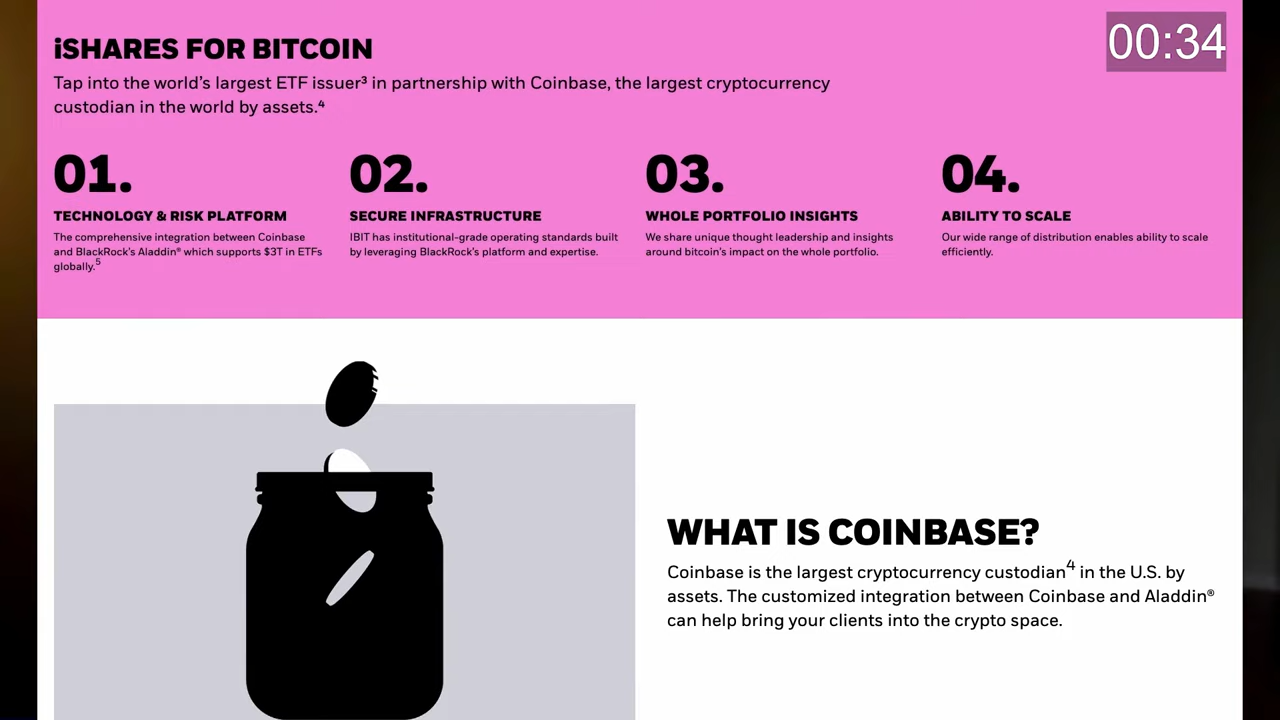 iSHARES FOR BITCOIN
00:34
Tap into the world's largest ETF issuer³ in partnership with Coinbase, the largest cryptocurrency
custodian in the world by assets.⁴
01.
TECHNOLOGY & RISK PLATFORM
The comprehensive integration between Coinbase
and BlackRock's Aladdin® which supports $3T in ETFs
globally.⁵
02.
SECURE INFRASTRUCTURE
IBIT has institutional-grade operating standards built
by leveraging BlackRock's platform and expertise.
03.
WHOLE PORTFOLIO INSIGHTS
We share unique thought leadership and insights
around bitcoin's impact on the whole portfolio.
04.
ABILITY TO SCALE
Our wide range of distribution enables ability to scale
efficiently.
WHAT IS COINBASE?
Coinbase is the largest cryptocurrency custodian⁴ in the U.S. by
assets. The customized integration between Coinbase and Aladdin®
can help bring your clients into the crypto space.